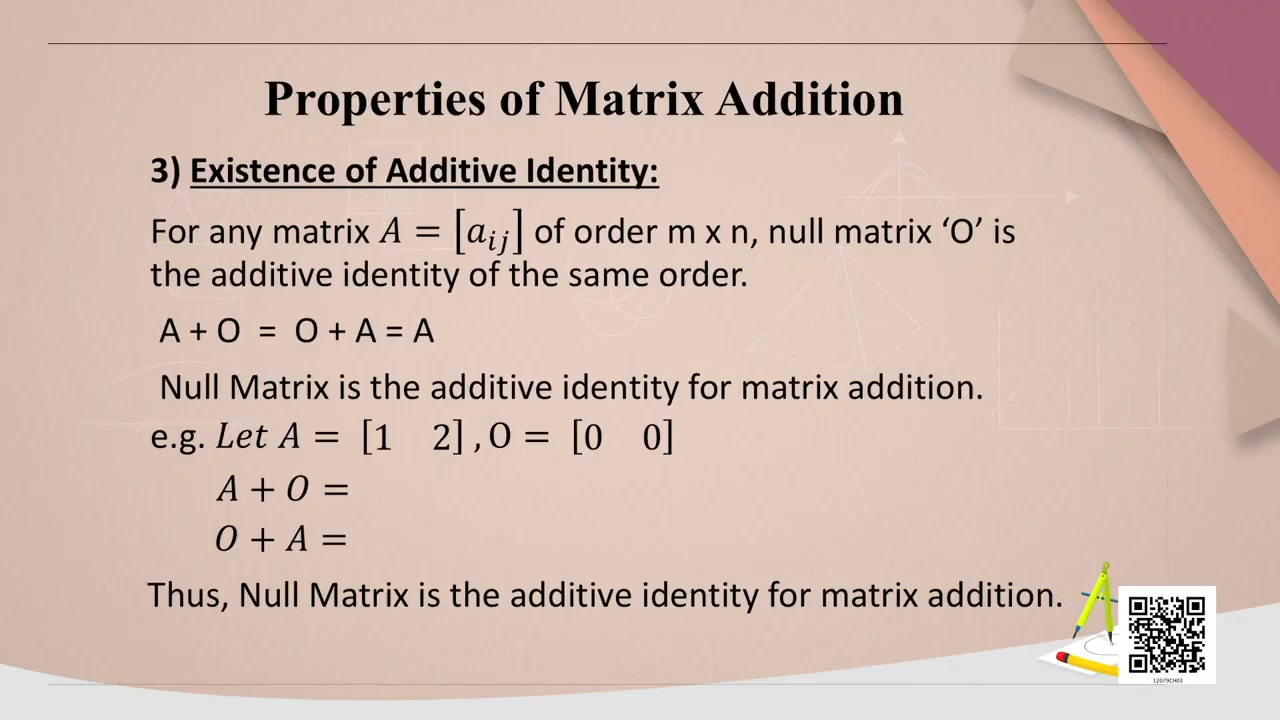 Properties of Matrix Addition
3) Existence of Additive Identity:
For any matrix A = [aᵢⱼ] of order m x n, null matrix ‘O’ is
the additive identity of the same order.
A + O = O + A = A
Null Matrix is the additive identity for matrix addition.
e.g. Let A = [1 2] , O = [0 0]
A + O =
O + A =
Thus, Null Matrix is the additive identity for matrix addition.
12079CH03